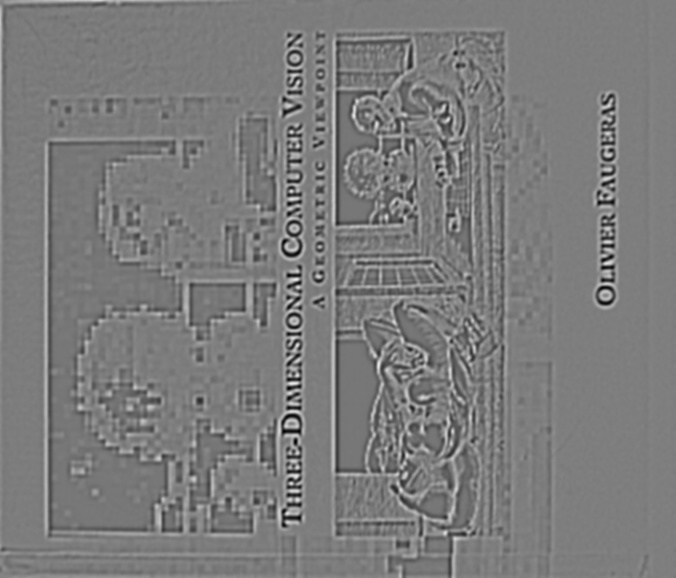 THREE-DIMENSIONAL COMPUTER VISION
A GEOMETRIC VIEWPOINT
OLIVIER FAUGERAS